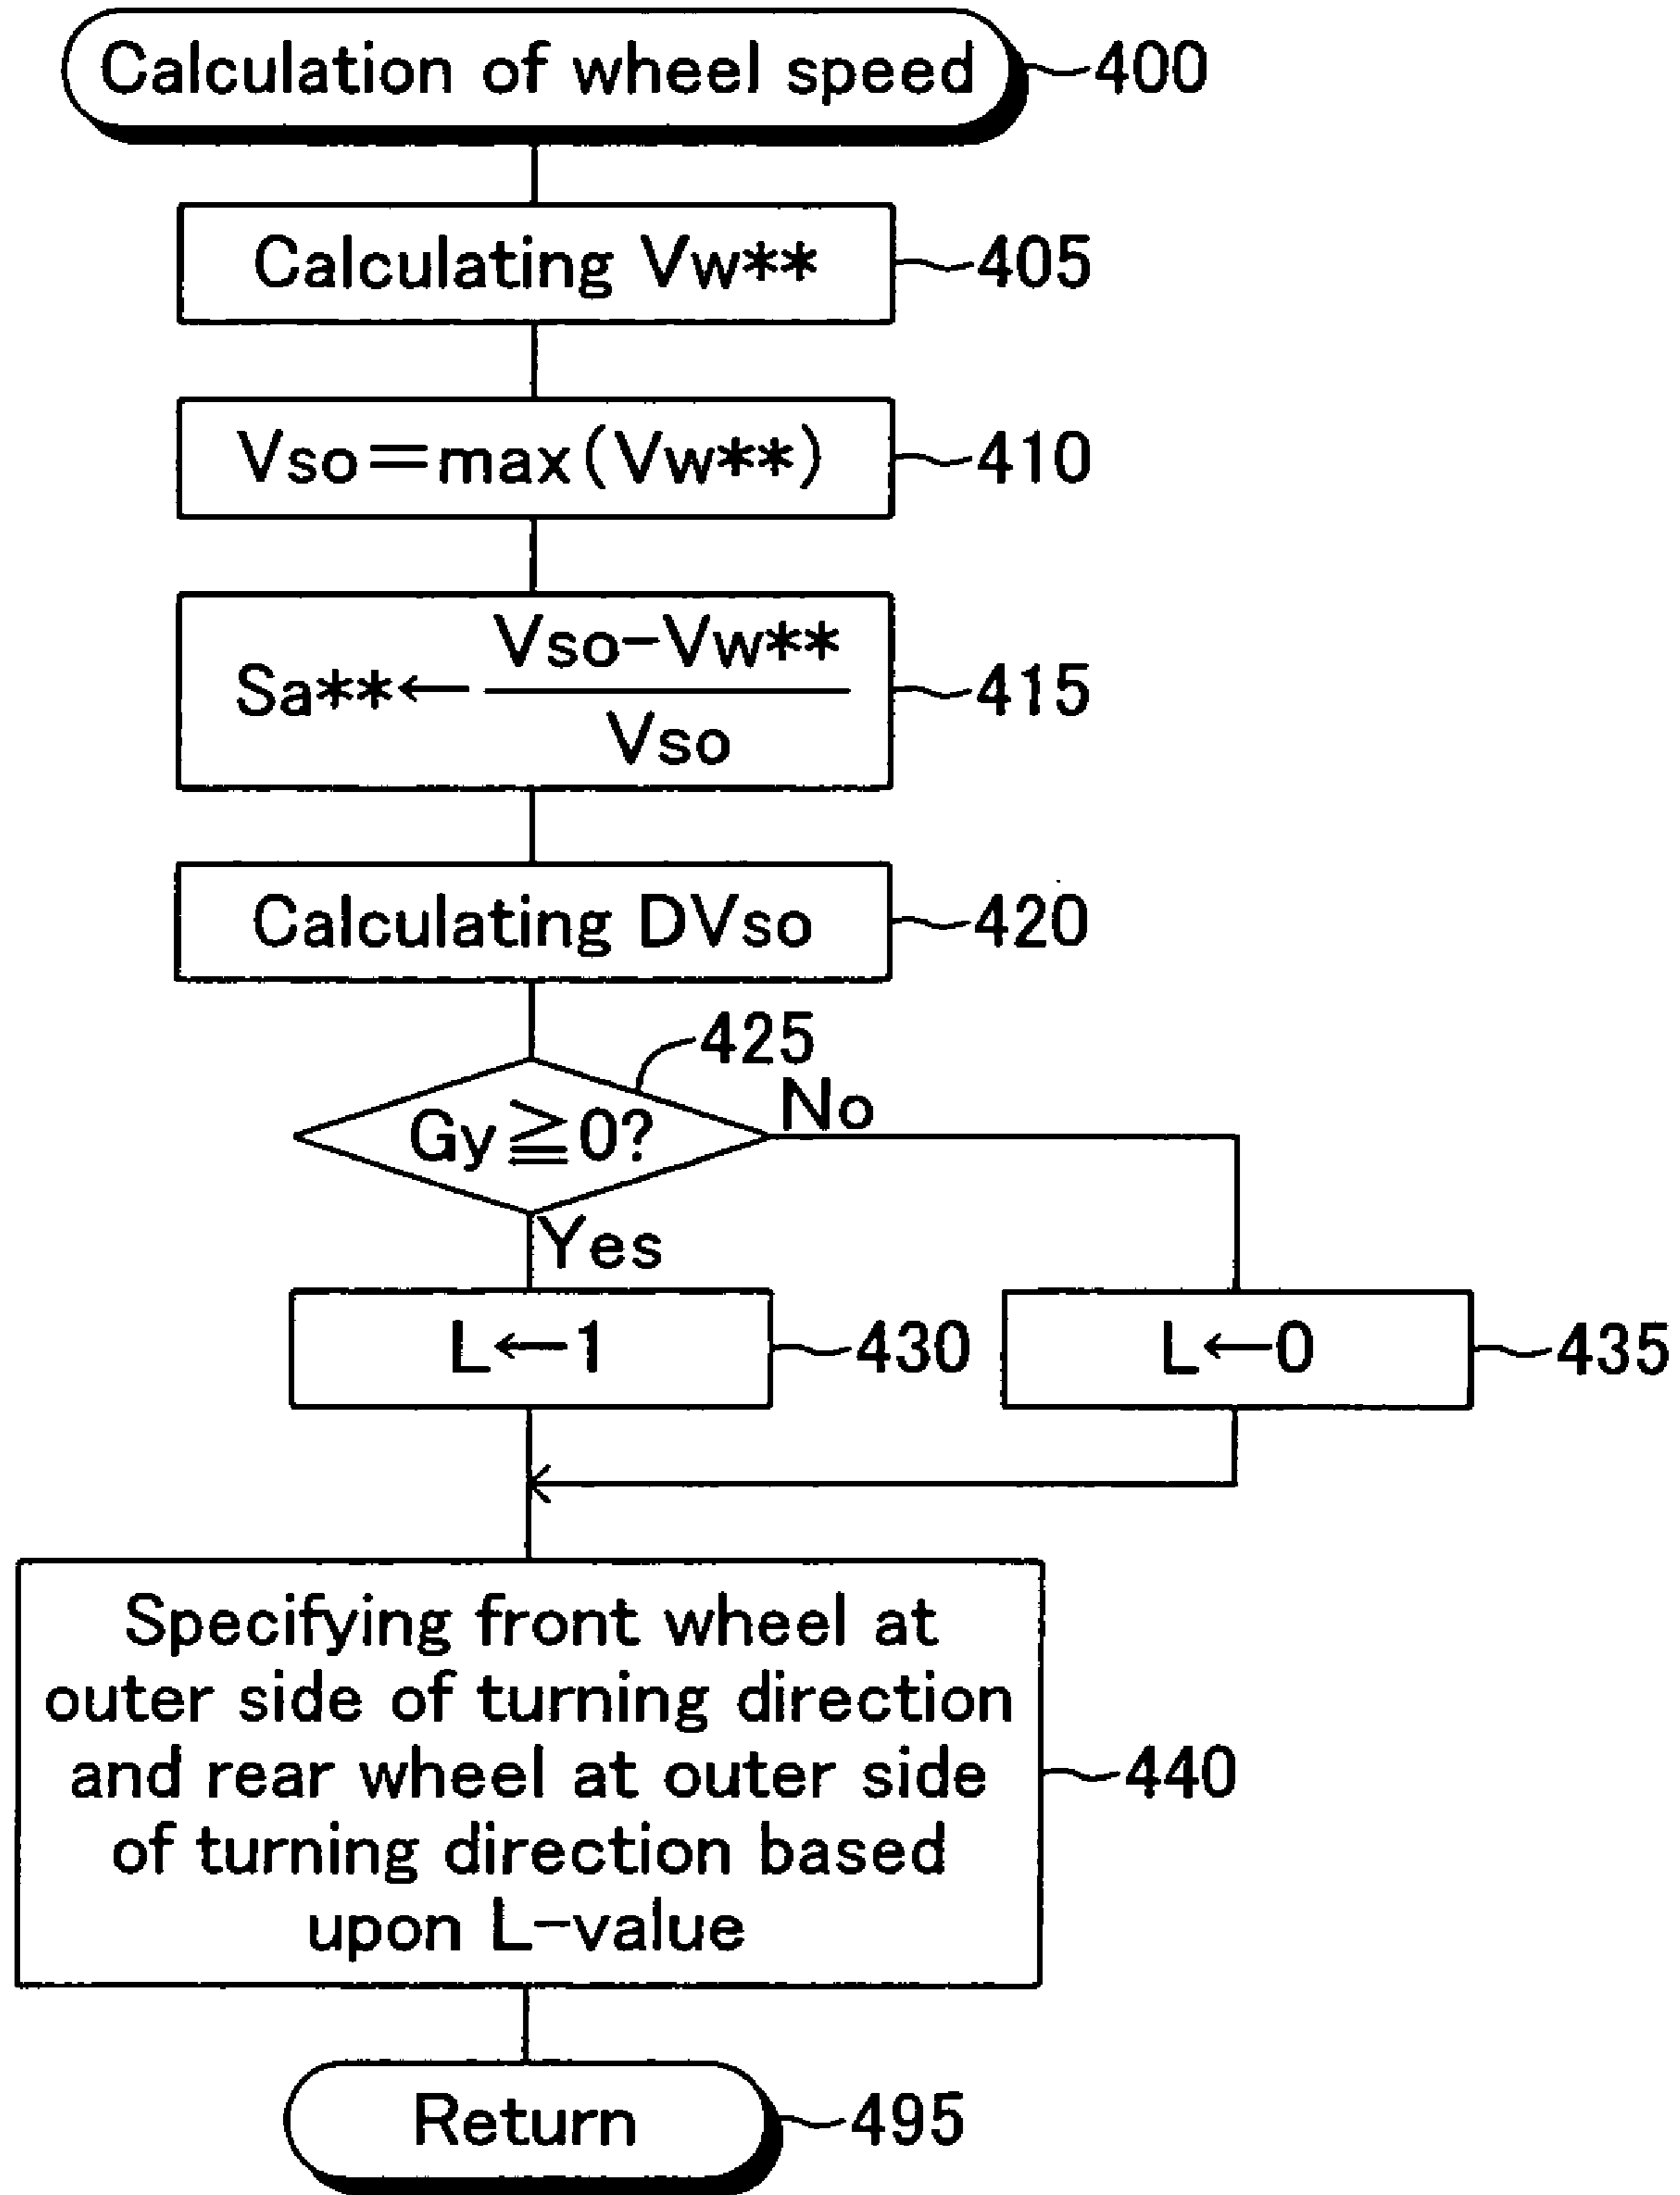 Calculation of wheel speed
400
Calculating Vw**
405
Vso=max(Vw**)
410
Sa**← Vso-Vw**
Vso
415
Calculating DVso
420
425
Gy≧0?
No
Yes
L←1
430
L←0
435
Specifying front wheel at
outer side of turning direction
and rear wheel at outer side
of turning direction based
upon L-value
440
Return
495